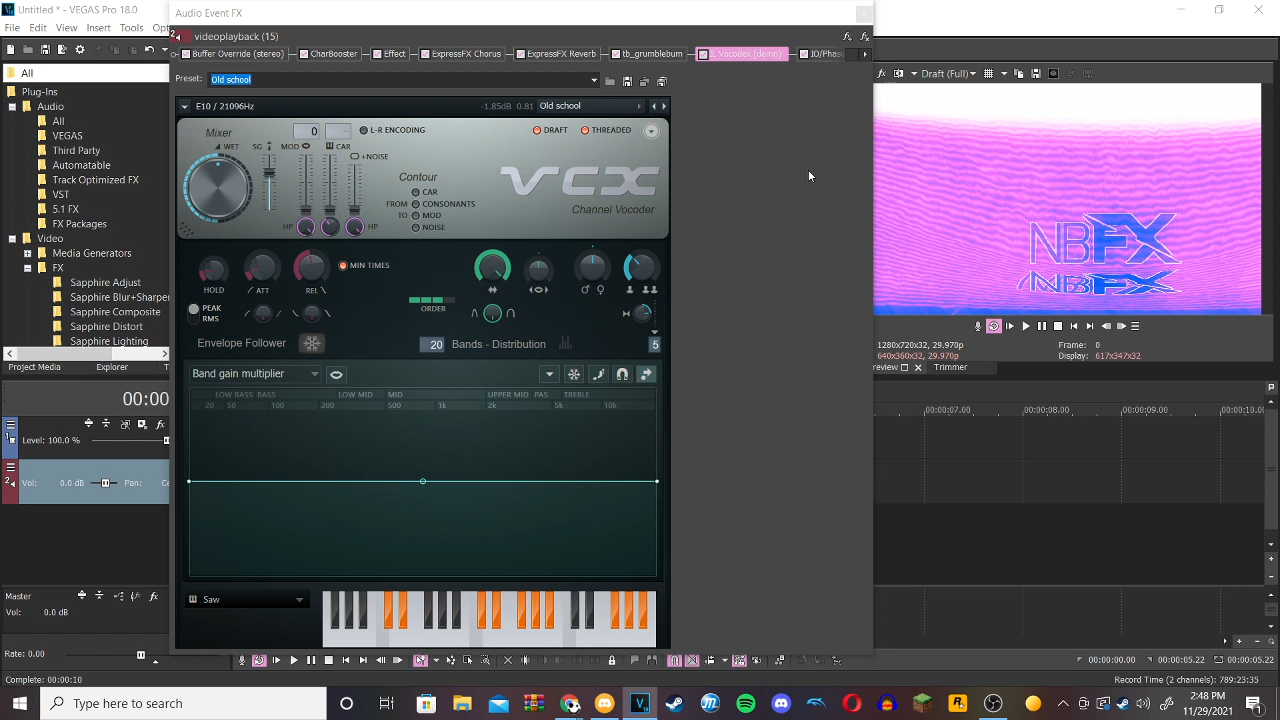 Untitled * - VEGAS Pro 18.0
File Edit View Insert Tools
Audio Event FX
videoplayback (15)
Buffer Override (stereo) CharBooster Effect ExpressFX Chorus ExpressFX Reverb tb_grumblebum Vocodex (demo)
Preset: Old school
All
Plug-Ins
Audio
All
VEGAS
Third Party
Automatable
Track Optimized FX
VST
5.1 FX
FX Packages
Video
Media Generators
FX
Sapphire Adjust
Sapphire Blur+Sharpen
Sapphire Composite
Sapphire Distort
Sapphire Lighting
Project Media Explorer
E10 / 21096Hz -1.85dB 0.81 Old school
Mixer 0 L-R ENCODING DRAFT THREADED
WET SG MOD CAR +NOISE
Contour
CAR
FROM CONSONANTS
TO MOD
NOISE
HP HP
VCX
Channel Vocoder
HOLD ATT REL MIN TIMES
PEAK
RMS
ORDER
Envelope Follower 20 Bands - Distribution 5
Band gain multiplier
LOW BASS BASS LOW MID MID UPPER MID PAS TREBLE
20 50 100 200 500 1k 2k 5k 10k
Saw
Draft (Full)
NBFX
NBFX
1280x720x32, 29.970p Frame: 0
640x360x32, 29.970p Display: 617x347x32
Trimmer
00:00
Level: 100.0 %
2
Vol: 0.0 dB Pan:
00:00:07.00 00:00:08.00 00:00:09.00 00:00:10.00
Master
Vol: 0.0 dB
Rate: 0.00
Complete: 00:00:10
00:00:00.00 00:00:05.22 00:00:05.22
Record Time (2 channels): 789:23:35
Type here to search
2:48 PM
11/29/2021